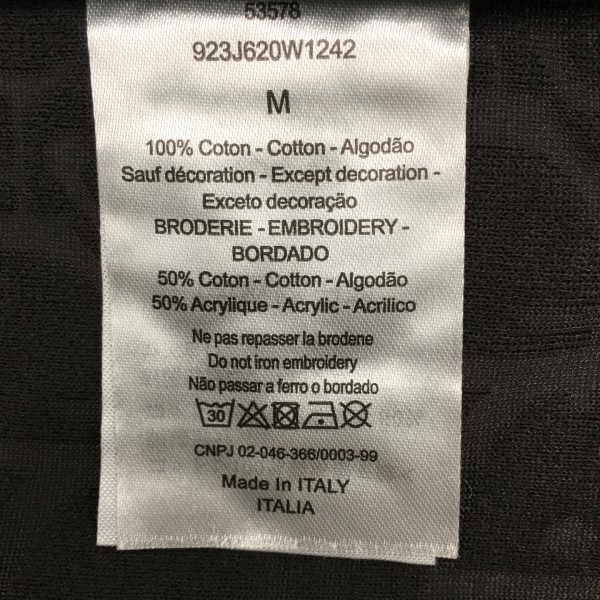 53578
923J620W1242
M
100% Coton - Cotton - Algodão
Sauf décoration - Except decoration -
Exceto decoração
BRODERIE - EMBROIDERY -
BORDADO
50% Coton - Cotton - Algodão
50% Acrylique - Acrylic - Acrilico
Ne pas repasser la brodene
Do not iron embroidery
Não passar a ferro o bordado
30
CNPJ 02-046-366/0003-99
Made In ITALY
ITALIA